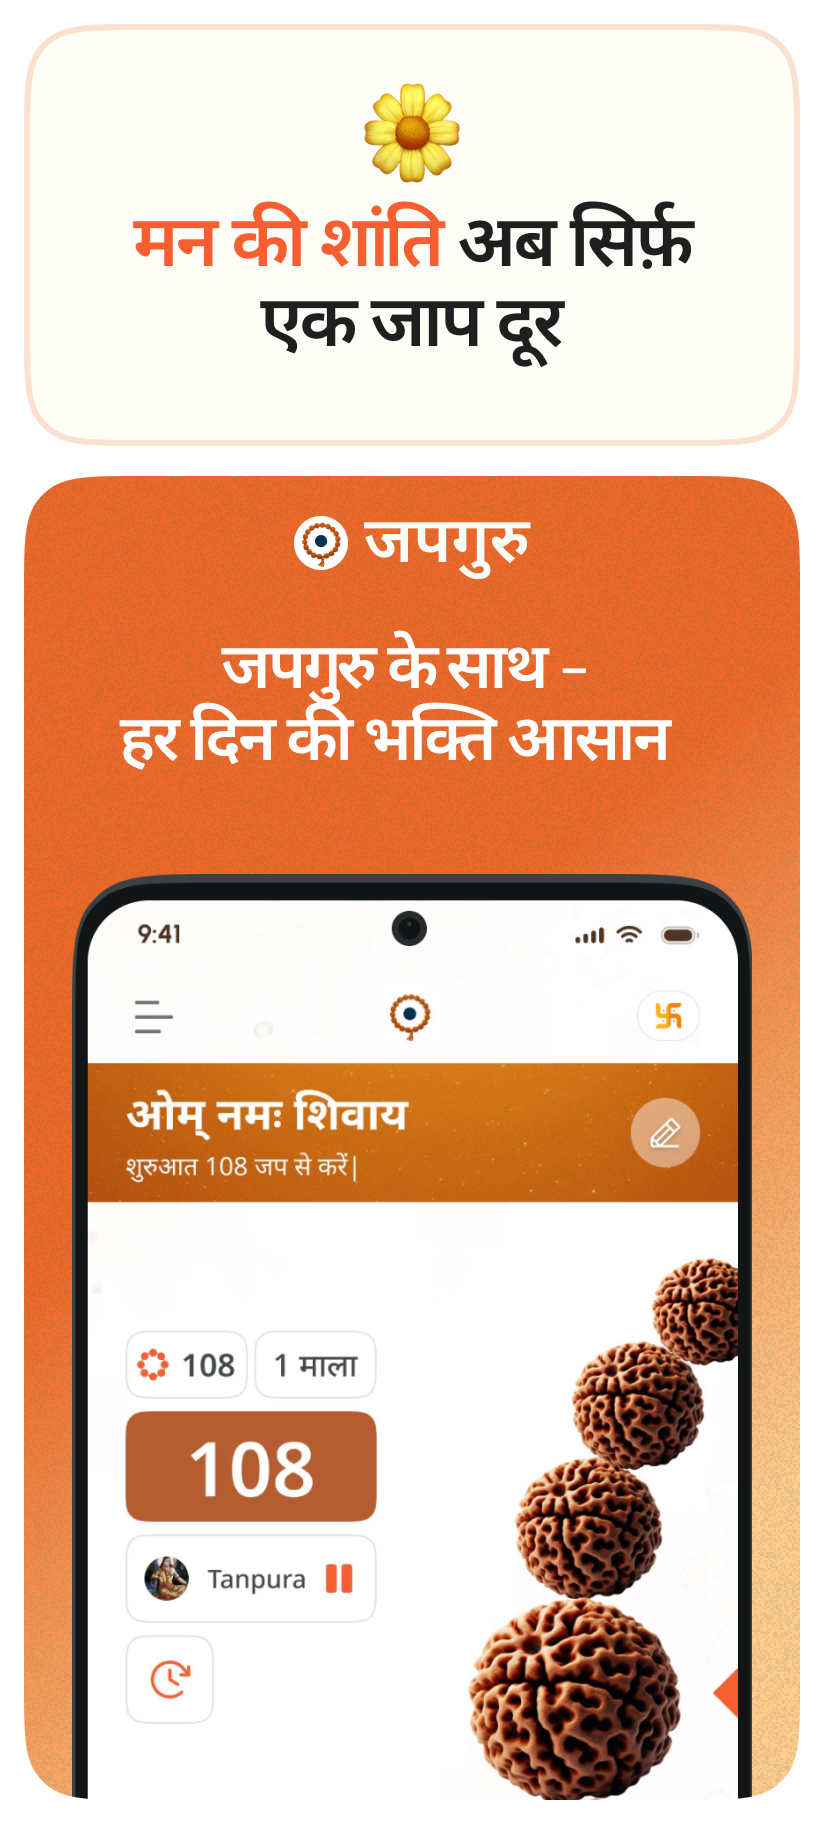 मन की शांति अब सिर्फ़
एक जाप दूर
जपगुरु
जपगुरु के साथ –
हर दिन की भक्ति आसान
9:41
ओम् नमः शिवाय
शुरुआत 108 जप से करें|
108
1 माला
108
Tanpura